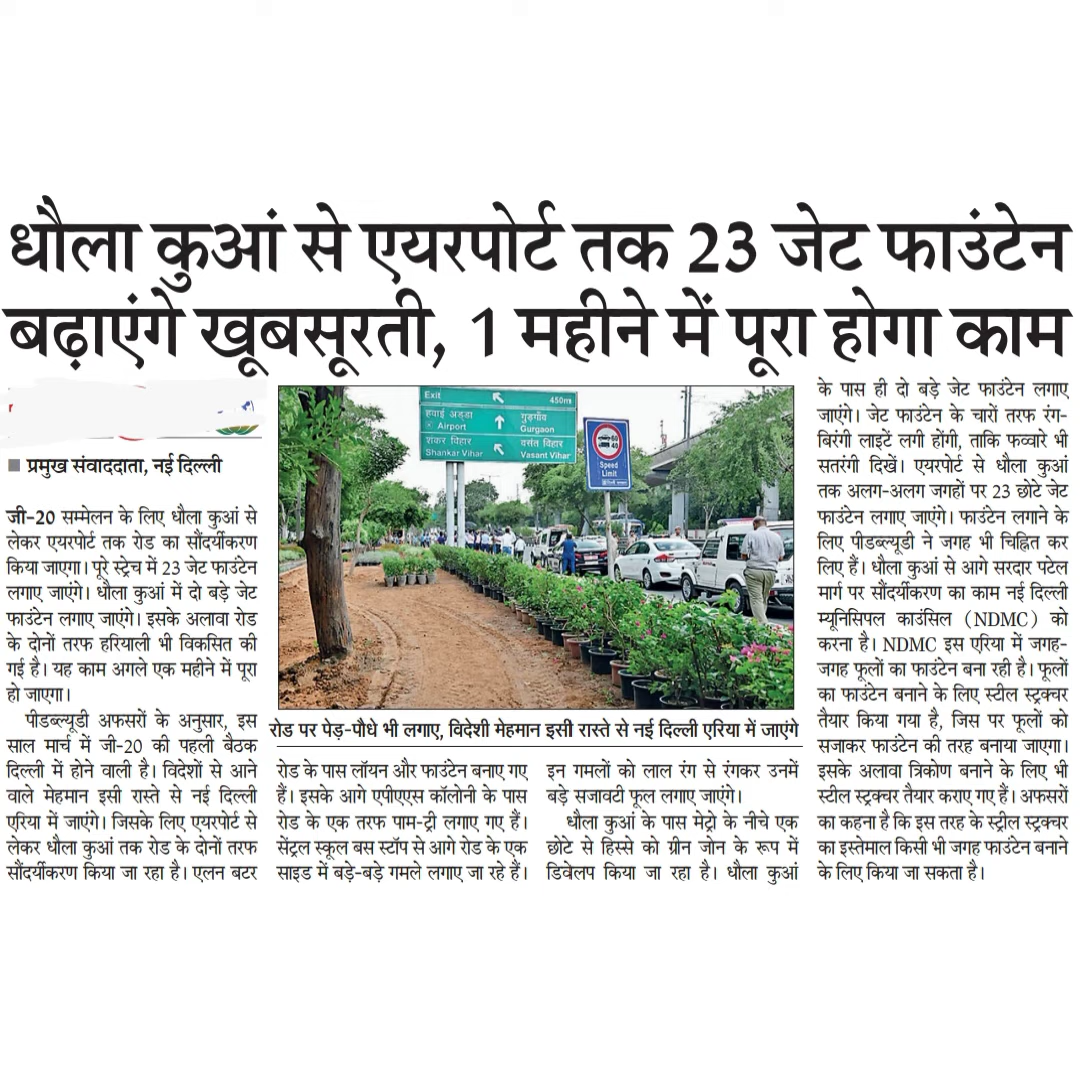 धौला कुआं से एयरपोर्ट तक 23 जेट फाउंटेन
बढ़ाएंगे खूबसूरती, 1 महीने में पूरा होगा काम
■ प्रमुख संवाददाता, नई दिल्ली
जी-20 सम्मेलन के लिए धौला कुआं से
लेकर एयरपोर्ट तक रोड का सौंदर्यीकरण
किया जाएगा। पूरे स्ट्रेच में 23 जेट फाउंटेन
लगाए जाएंगे। धौला कुआं में दो बड़े जेट
फाउंटेन लगाए जाएंगे। इसके अलावा रोड
के दोनों तरफ हरियाली भी विकसित की
गई है। यह काम अगले एक महीने में पूरा
हो जाएगा।
पीडब्ल्यूडी अफसरों के अनुसार, इस
साल मार्च में जी-20 की पहली बैठक
दिल्ली में होने वाली है। विदेशों से आने
वाले मेहमान इसी रास्ते से नई दिल्ली
एरिया में जाएंगे। जिसके लिए एयरपोर्ट से
लेकर धौला कुआं तक रोड के दोनों तरफ
सौंदर्यीकरण किया जा रहा है। एलन बटर
Exit 450m
हवाई अड्डा गुड़गाँव
Airport Gurgaon
शंकर विहार वसंत विहार
Shankar Vihar Vasant Vihar
60
40
Speed
Limit
रोड पर पेड़-पौधे भी लगाए, विदेशी मेहमान इसी रास्ते से नई दिल्ली एरिया में जाएंगे
रोड के पास लॉयन और फाउंटेन बनाए गए
हैं। इसके आगे एपीएएस कॉलोनी के पास
रोड के एक तरफ पाम-ट्री लगाए गए हैं।
सेंट्रल स्कूल बस स्टॉप से आगे रोड के एक
साइड में बड़े-बड़े गमले लगाए जा रहे हैं।
इन गमलों को लाल रंग से रंगकर उनमें
बड़े सजावटी फूल लगाए जाएंगे।
धौला कुआं के पास मेट्रो के नीचे एक
छोटे से हिस्से को ग्रीन जोन के रूप में
डिवेलप किया जा रहा है। धौला कुआं
के पास ही दो बड़े जेट फाउंटेन लगाए
जाएंगे। जेट फाउंटेन के चारों तरफ रंग-
बिरंगी लाइटें लगी होंगी, ताकि फव्वारे भी
सतरंगी दिखें। एयरपोर्ट से धौला कुआं
तक अलग-अलग जगहों पर 23 छोटे जेट
फाउंटेन लगाए जाएंगे। फाउंटेन लगाने के
लिए पीडब्ल्यूडी ने जगह भी चिह्नित कर
लिए हैं। धौला कुआं से आगे सरदार पटेल
मार्ग पर सौंदर्यीकरण का काम नई दिल्ली
म्यूनिसिपल काउंसिल (NDMC) को
करना है। NDMC इस एरिया में जगह-
जगह फूलों का फाउंटेन बना रही है। फूलों
का फाउंटेन बनाने के लिए स्टील स्ट्रक्चर
तैयार किया गया है, जिस पर फूलों को
सजाकर फाउंटेन की तरह बनाया जाएगा।
इसके अलावा त्रिकोण बनाने के लिए भी
स्टील स्ट्रक्चर तैयार कराए गए हैं। अफसरों
का कहना है कि इस तरह के स्ट्रील स्ट्रक्चर
का इस्तेमाल किसी भी जगह फाउंटेन बनाने
के लिए किया जा सकता है।